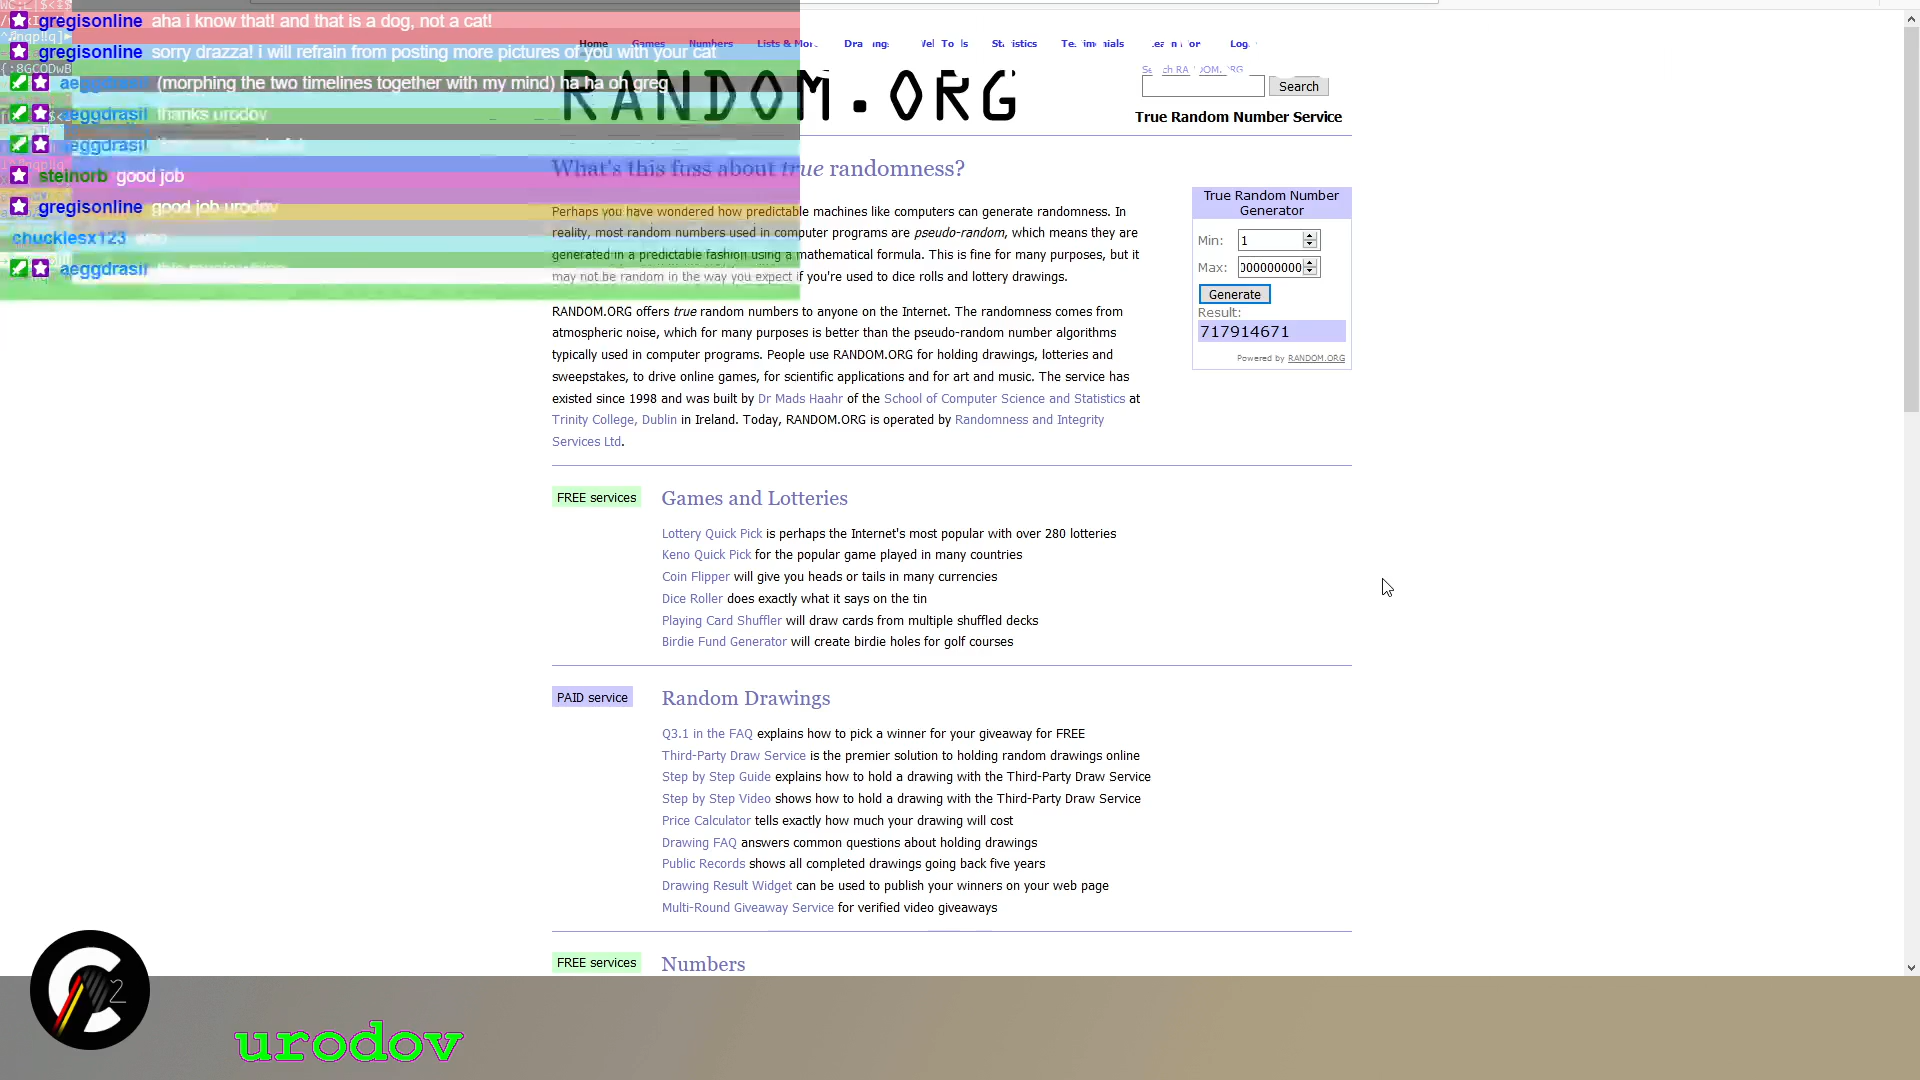 gregisonline aha i know that! and that is a dog, not a cat!
gregisonline sorry drazza! i will refrain from posting more pictures of you with your cat
aeggdrasil (morphing the two timelines together with my mind) ha ha oh greg
aeggdrasil thanks urodov
aeggdrasil
steinorb good job
gregisonline good job urodov
chucklesx123
aeggdrasil
Home Games Numbers Lists & More Drawings Web Tools Statistics Testimonials Learn More Login
RANDOM.ORG
Search RANDOM.ORG
Search
True Random Number Service
What's this fuss about true randomness?
Perhaps you have wondered how predictable machines like computers can generate randomness. In
reality, most random numbers used in computer programs are pseudo-random, which means they are
generated in a predictable fashion using a mathematical formula. This is fine for many purposes, but it
may not be random in the way you expect if you're used to dice rolls and lottery drawings.
RANDOM.ORG offers true random numbers to anyone on the Internet. The randomness comes from
atmospheric noise, which for many purposes is better than the pseudo-random number algorithms
typically used in computer programs. People use RANDOM.ORG for holding drawings, lotteries and
sweepstakes, to drive online games, for scientific applications and for art and music. The service has
existed since 1998 and was built by Dr Mads Haahr of the School of Computer Science and Statistics at
Trinity College, Dublin in Ireland. Today, RANDOM.ORG is operated by Randomness and Integrity
Services Ltd.
True Random Number
Generator
Min: 1
Max: 000000000
Generate
Result:
717914671
Powered by RANDOM.ORG
FREE services
Games and Lotteries
Lottery Quick Pick is perhaps the Internet's most popular with over 280 lotteries
Keno Quick Pick for the popular game played in many countries
Coin Flipper will give you heads or tails in many currencies
Dice Roller does exactly what it says on the tin
Playing Card Shuffler will draw cards from multiple shuffled decks
Birdie Fund Generator will create birdie holes for golf courses
PAID service
Random Drawings
Q3.1 in the FAQ explains how to pick a winner for your giveaway for FREE
Third-Party Draw Service is the premier solution to holding random drawings online
Step by Step Guide explains how to hold a drawing with the Third-Party Draw Service
Step by Step Video shows how to hold a drawing with the Third-Party Draw Service
Price Calculator tells exactly how much your drawing will cost
Drawing FAQ answers common questions about holding drawings
Public Records shows all completed drawings going back five years
Drawing Result Widget can be used to publish your winners on your web page
Multi-Round Giveaway Service for verified video giveaways
FREE services
Numbers
2
urodov